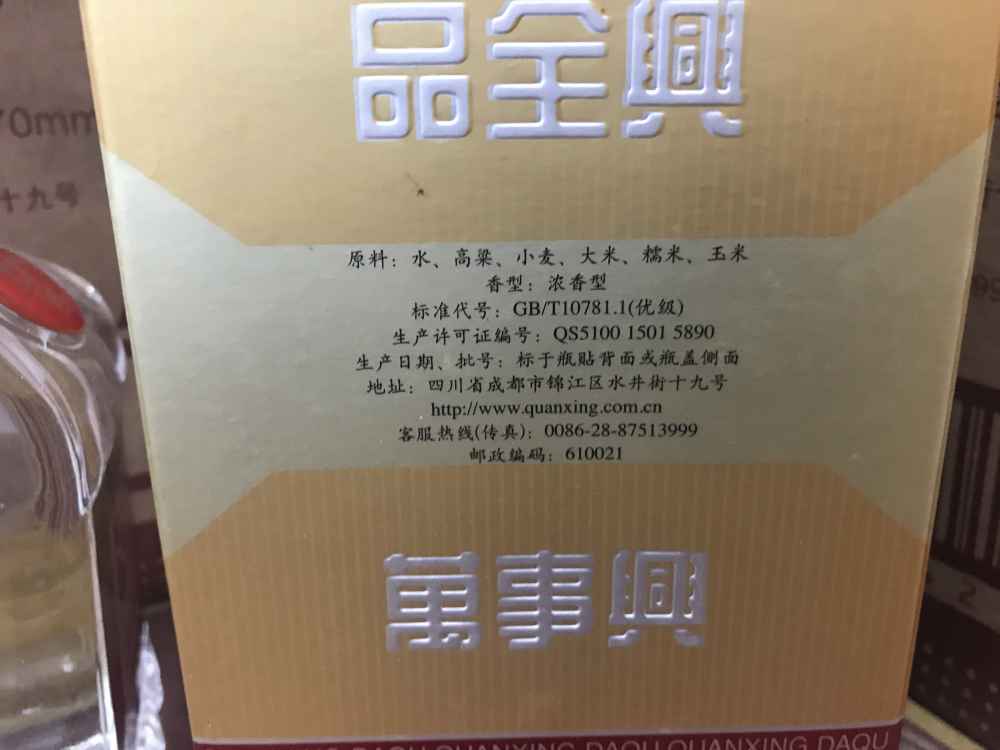 品全興
原料：水、高粱、小麦、大米、糯米、玉米
香型：浓香型
标准代号：GB/T10781.1(优级)
生产许可证编号：QS5100 1501 5890
生产日期、批号：标于瓶贴背面或瓶盖侧面
地址：四川省成都市锦江区水井街十九号
http://www.quanxing.com.cn
客服热线(传真)：0086-28-87513999
邮政编码：610021
萬事興
DAQU QUANXING DAQU QUANXING DAQU
0mm
十九号
2